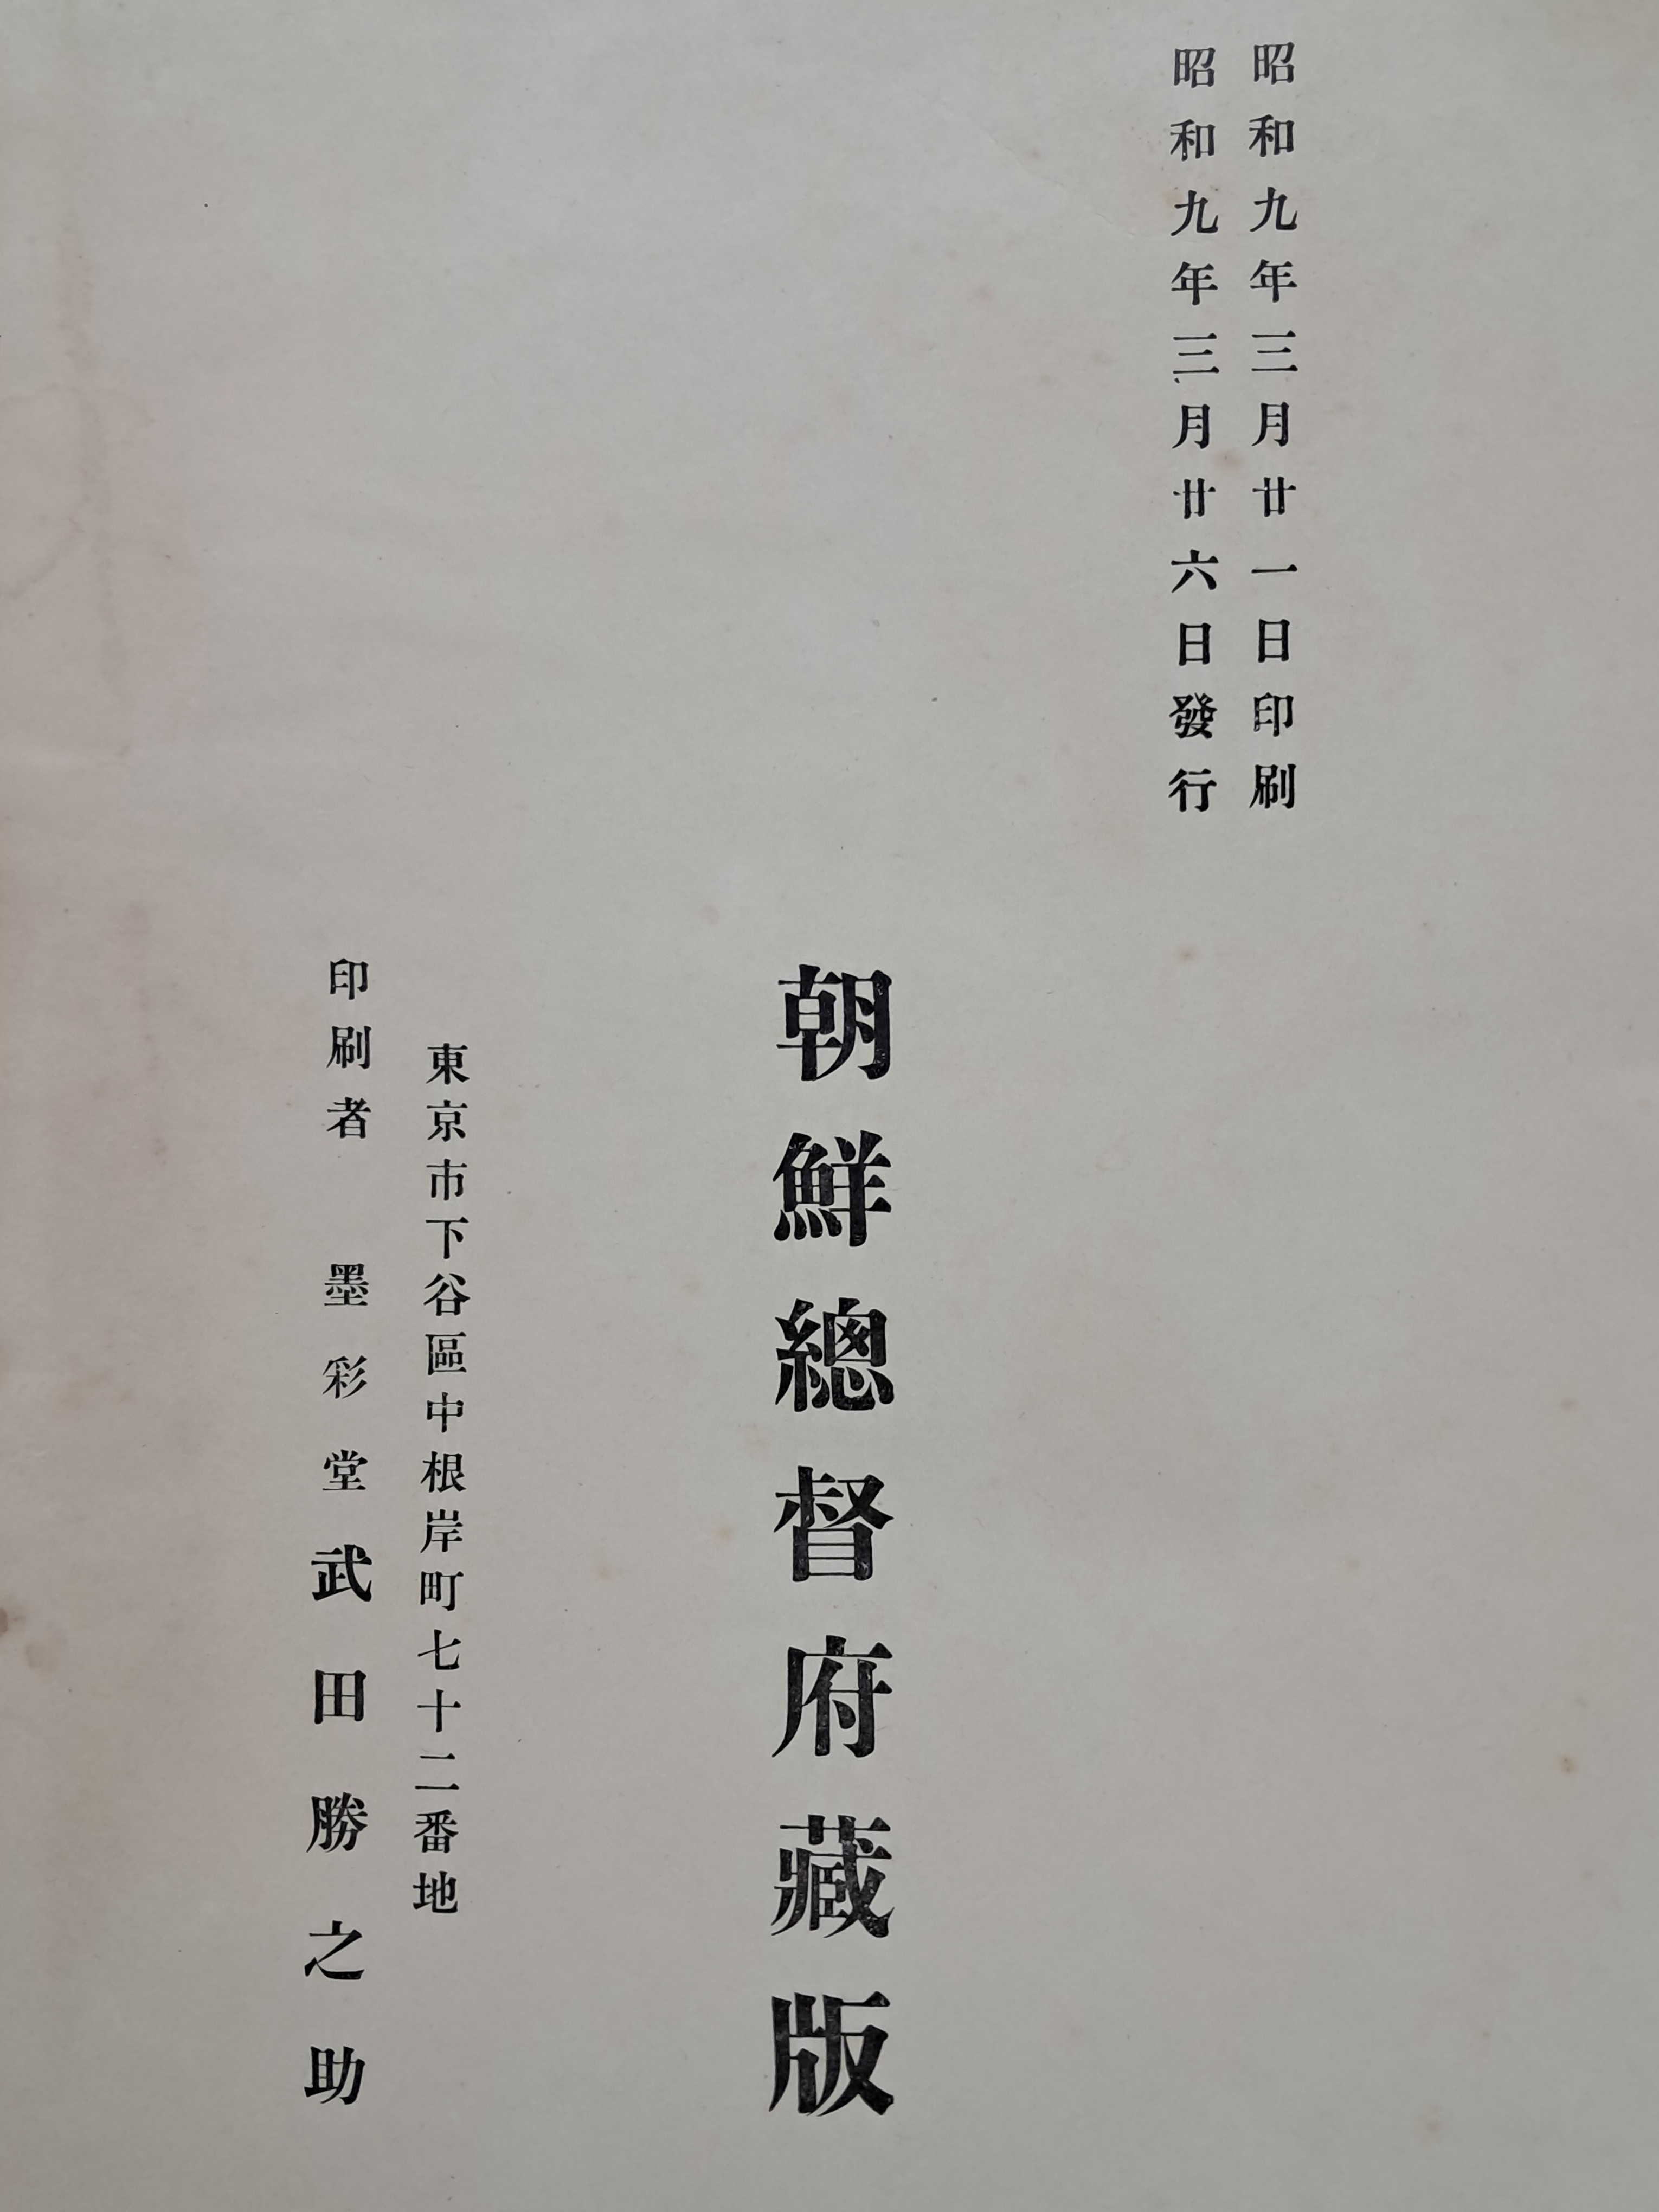 昭和九年三月廿一日印刷
昭和九年三月廿六日發行
朝鮮總督府藏版
東京市下谷區中根岸町七十二番地
印刷者 墨彩堂 武田勝之助